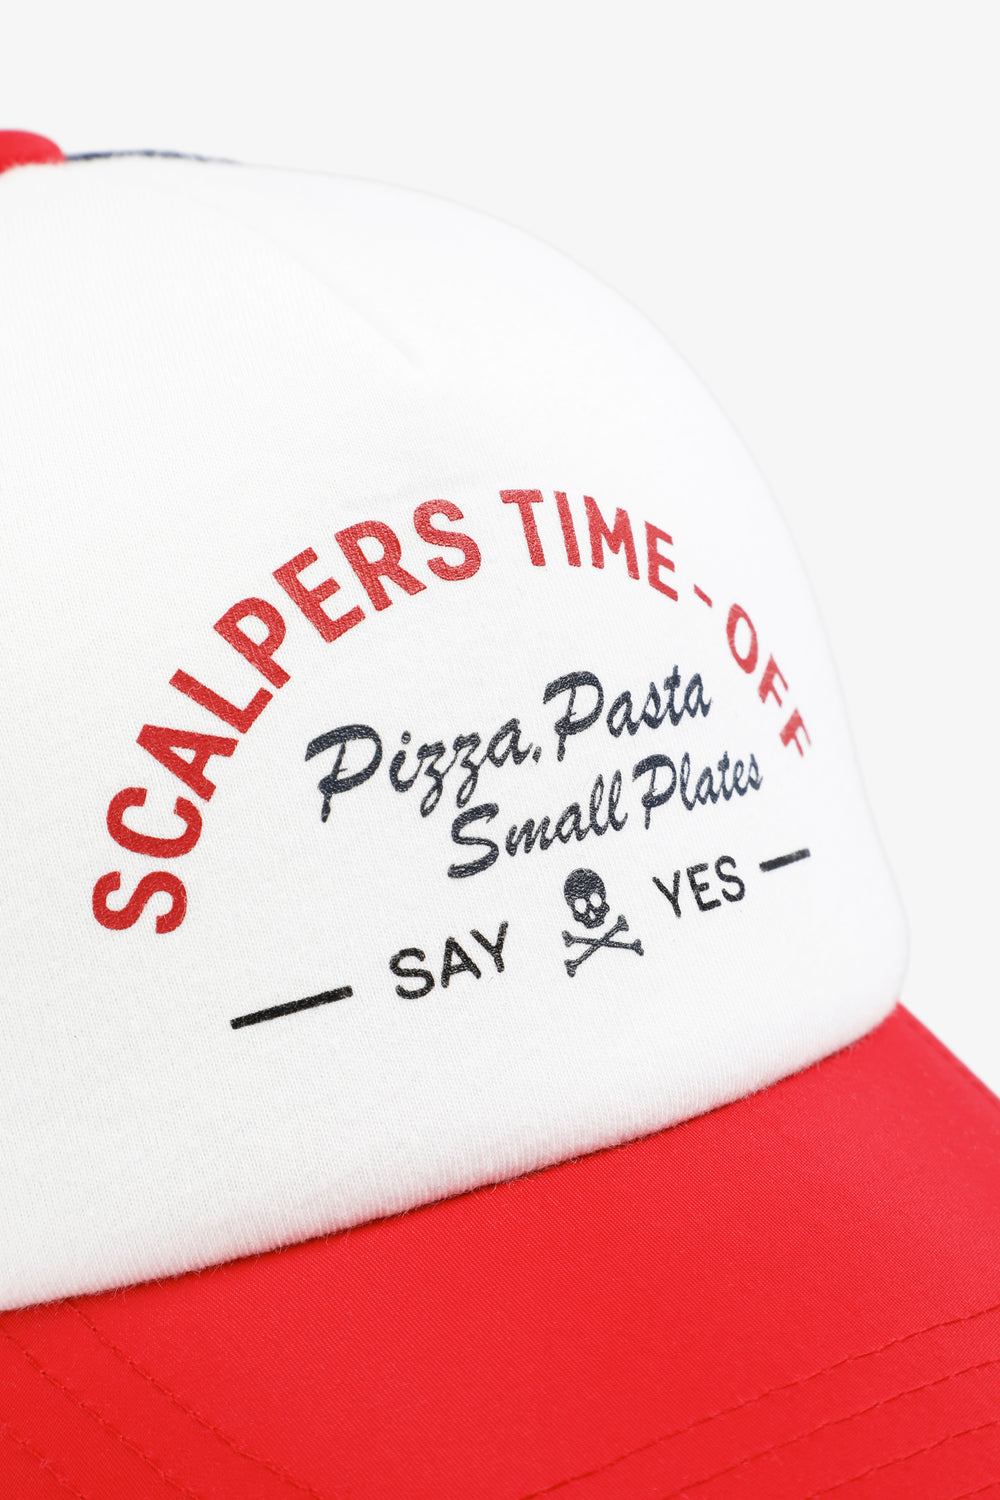 SCALPERS TIME-OFF
Pizza, Pasta
Small Plates
SAY YES